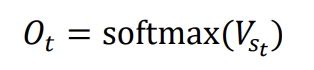 O_t = softmax(V_{s_t})